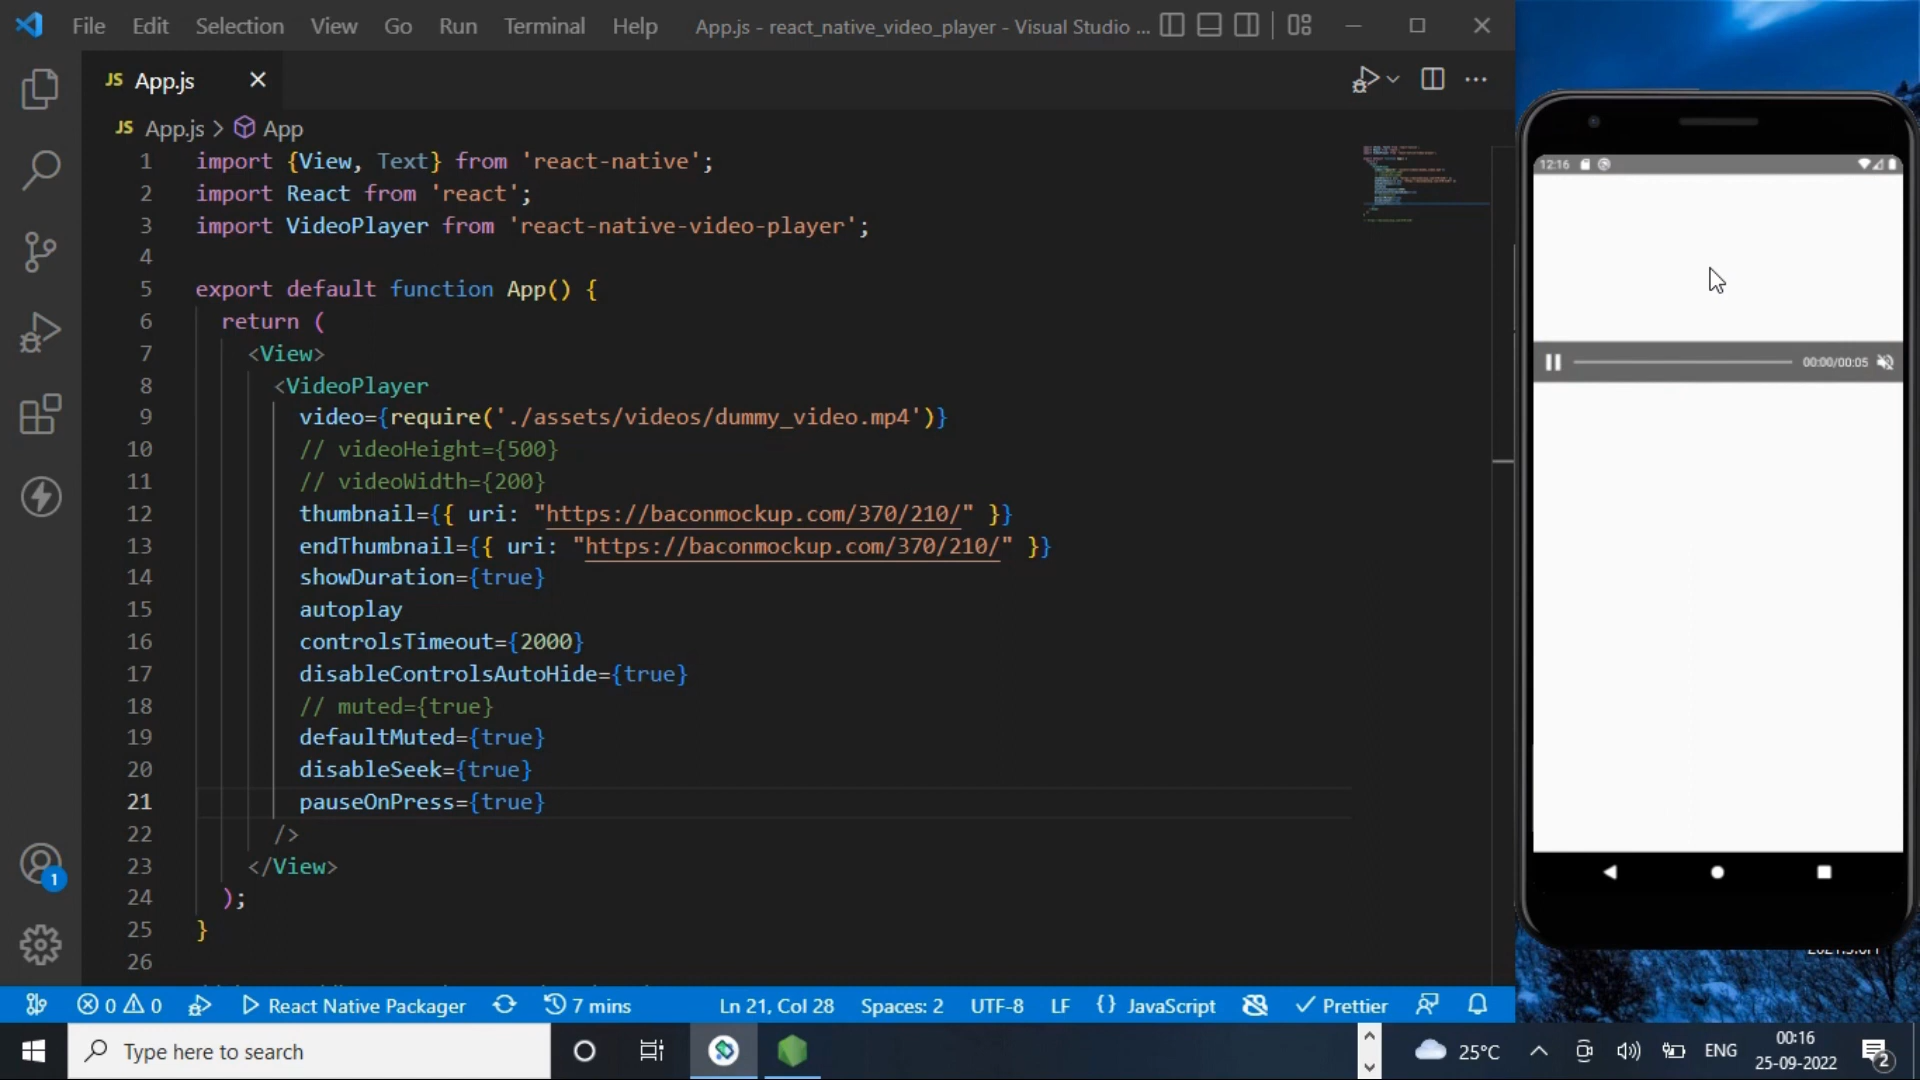 File Edit Selection View Go Run Terminal Help App.js - react_native_video_player - Visual Studio ...
JS App.js
JS App.js > App
1 import {View, Text} from 'react-native';
2 import React from 'react';
3 import VideoPlayer from 'react-native-video-player';
4
5 export default function App() {
6 return (
7 <View>
8 <VideoPlayer
9 video={require('./assets/videos/dummy_video.mp4')}
10 // videoHeight={500}
11 // videoWidth={200}
12 thumbnail={{ uri: "https://baconmockup.com/370/210/" }}
13 endThumbnail={{ uri: "https://baconmockup.com/370/210/" }}
14 showDuration={true}
15 autoplay
16 controlsTimeout={2000}
17 disableControlsAutoHide={true}
18 // muted={true}
19 defaultMuted={true}
20 disableSeek={true}
21 pauseOnPress={true}
22 />
23 </View>
24 );
25 }
26
12:16
00:00/00:05
1
0 0 React Native Packager 7 mins Ln 21, Col 28 Spaces: 2 UTF-8 LF {} JavaScript Prettier
Type here to search
25°C ENG 00:16
25-09-2022 2